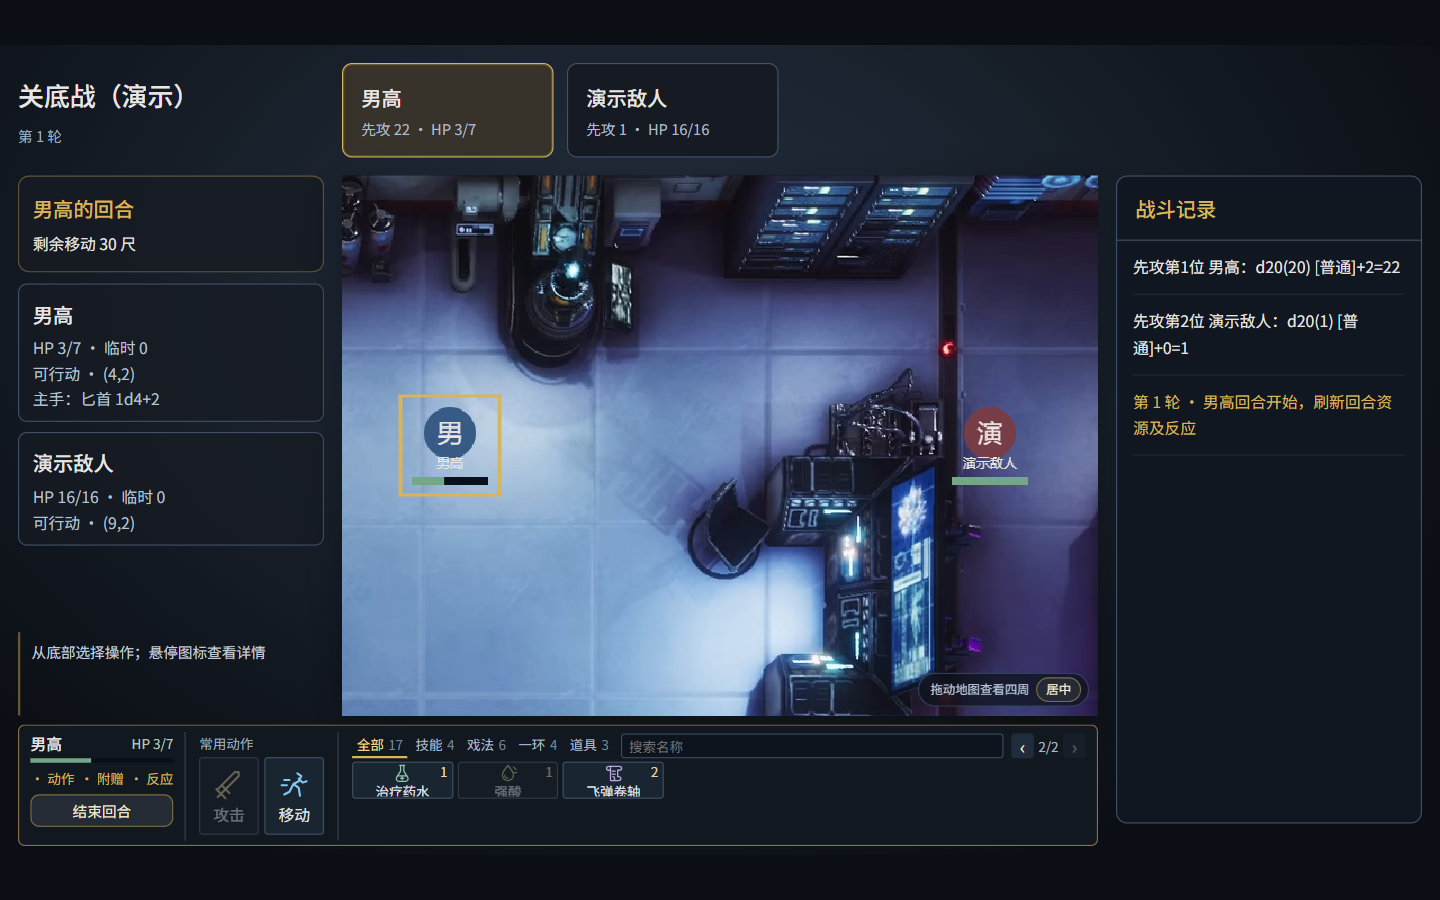 关底战（演示）
第 1 轮
男高
先攻 22 · HP 3/7
演示敌人
先攻 1 · HP 16/16
男高的回合
剩余移动 30 尺
男高
HP 3/7 · 临时 0
可行动 · (4,2)
主手：匕首 1d4+2
演示敌人
HP 16/16 · 临时 0
可行动 · (9,2)
从底部选择操作；悬停图标查看详情
男
男高
演
演示敌人
拖动地图查看四周 居中
战斗记录
先攻第1位 男高：d20(20) [普通]+2=22
先攻第2位 演示敌人：d20(1) [普
通]+0=1
第 1 轮 · 男高回合开始，刷新回合资
源及反应
男高 HP 3/7
· 动作 · 附赠 · 反应
结束回合
常用动作
攻击
移动
全部 17 技能 4 戏法 6 一环 4 道具 3 搜索名称 ‹ 2/2 ›
1
治疗药水
1
强酸
2
飞弹卷轴